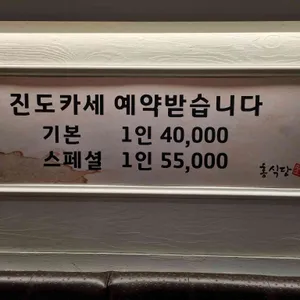 진도카세 예약받습니다
기본 1인 40,000
스페셜 1인 55,000
홍식당